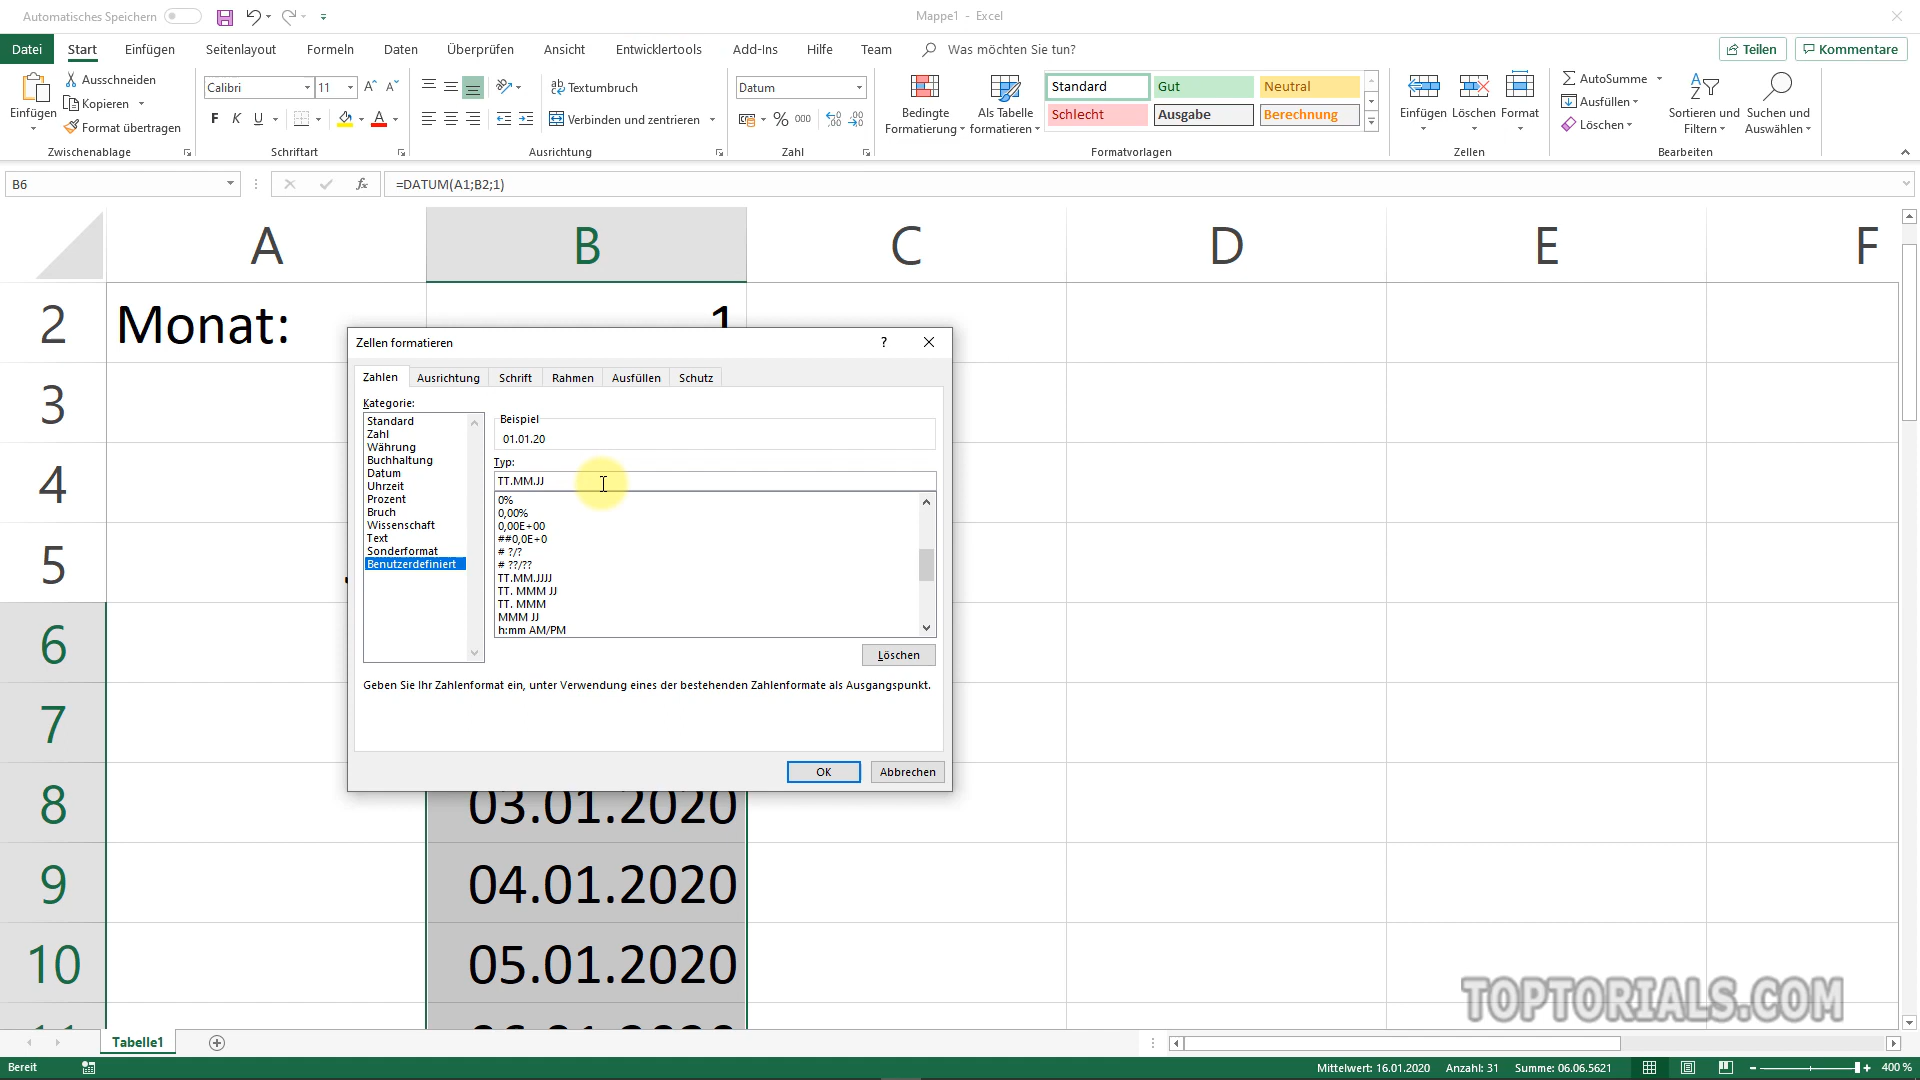 Automatisches Speichern
Mappe1 - Excel
Datei
Start
Einfügen
Seitenlayout
Formeln
Daten
Überprüfen
Ansicht
Entwicklertools
Add-Ins
Hilfe
Team
Was möchten Sie tun?
Teilen
Kommentare
Einfügen
Ausschneiden
Kopieren
Format übertragen
Zwischenablage
Calibri
11
F K U
Schriftart
Textumbruch
Verbinden und zentrieren
Ausrichtung
Datum
% 000
Zahl
Bedingte
Formatierung
Als Tabelle
formatieren
Standard
Gut
Neutral
Schlecht
Ausgabe
Berechnung
Formatvorlagen
Einfügen
Löschen
Format
Zellen
AutoSumme
Ausfüllen
Löschen
Sortieren und
Filtern
Suchen und
Auswählen
Bearbeiten
B6
fx
=DATUM(A1;B2;1)
A B C D E F
2 Monat: 1
3
4
5
6
7
8 03.01.2020
9 04.01.2020
10 05.01.2020
11 06.01.2020
Zellen formatieren
?
Zahlen
Ausrichtung
Schrift
Rahmen
Ausfüllen
Schutz
Kategorie:
Standard
Zahl
Währung
Buchhaltung
Datum
Uhrzeit
Prozent
Bruch
Wissenschaft
Text
Sonderformat
Benutzerdefiniert
Beispiel
01.01.20
Typ:
TT.MM.JJ
0%
0,00%
0,00E+00
##0,0E+0
# ?/?
# ??/??
TT.MM.JJJJ
TT. MMM JJ
TT. MMM
MMM JJ
h:mm AM/PM
Löschen
Geben Sie Ihr Zahlenformat ein, unter Verwendung eines der bestehenden Zahlenformate als Ausgangspunkt.
OK
Abbrechen
TOPTORIALS.COM
Tabelle1
Bereit
Mittelwert: 16.01.2020
Anzahl: 31
Summe: 06.06.5621
400 %